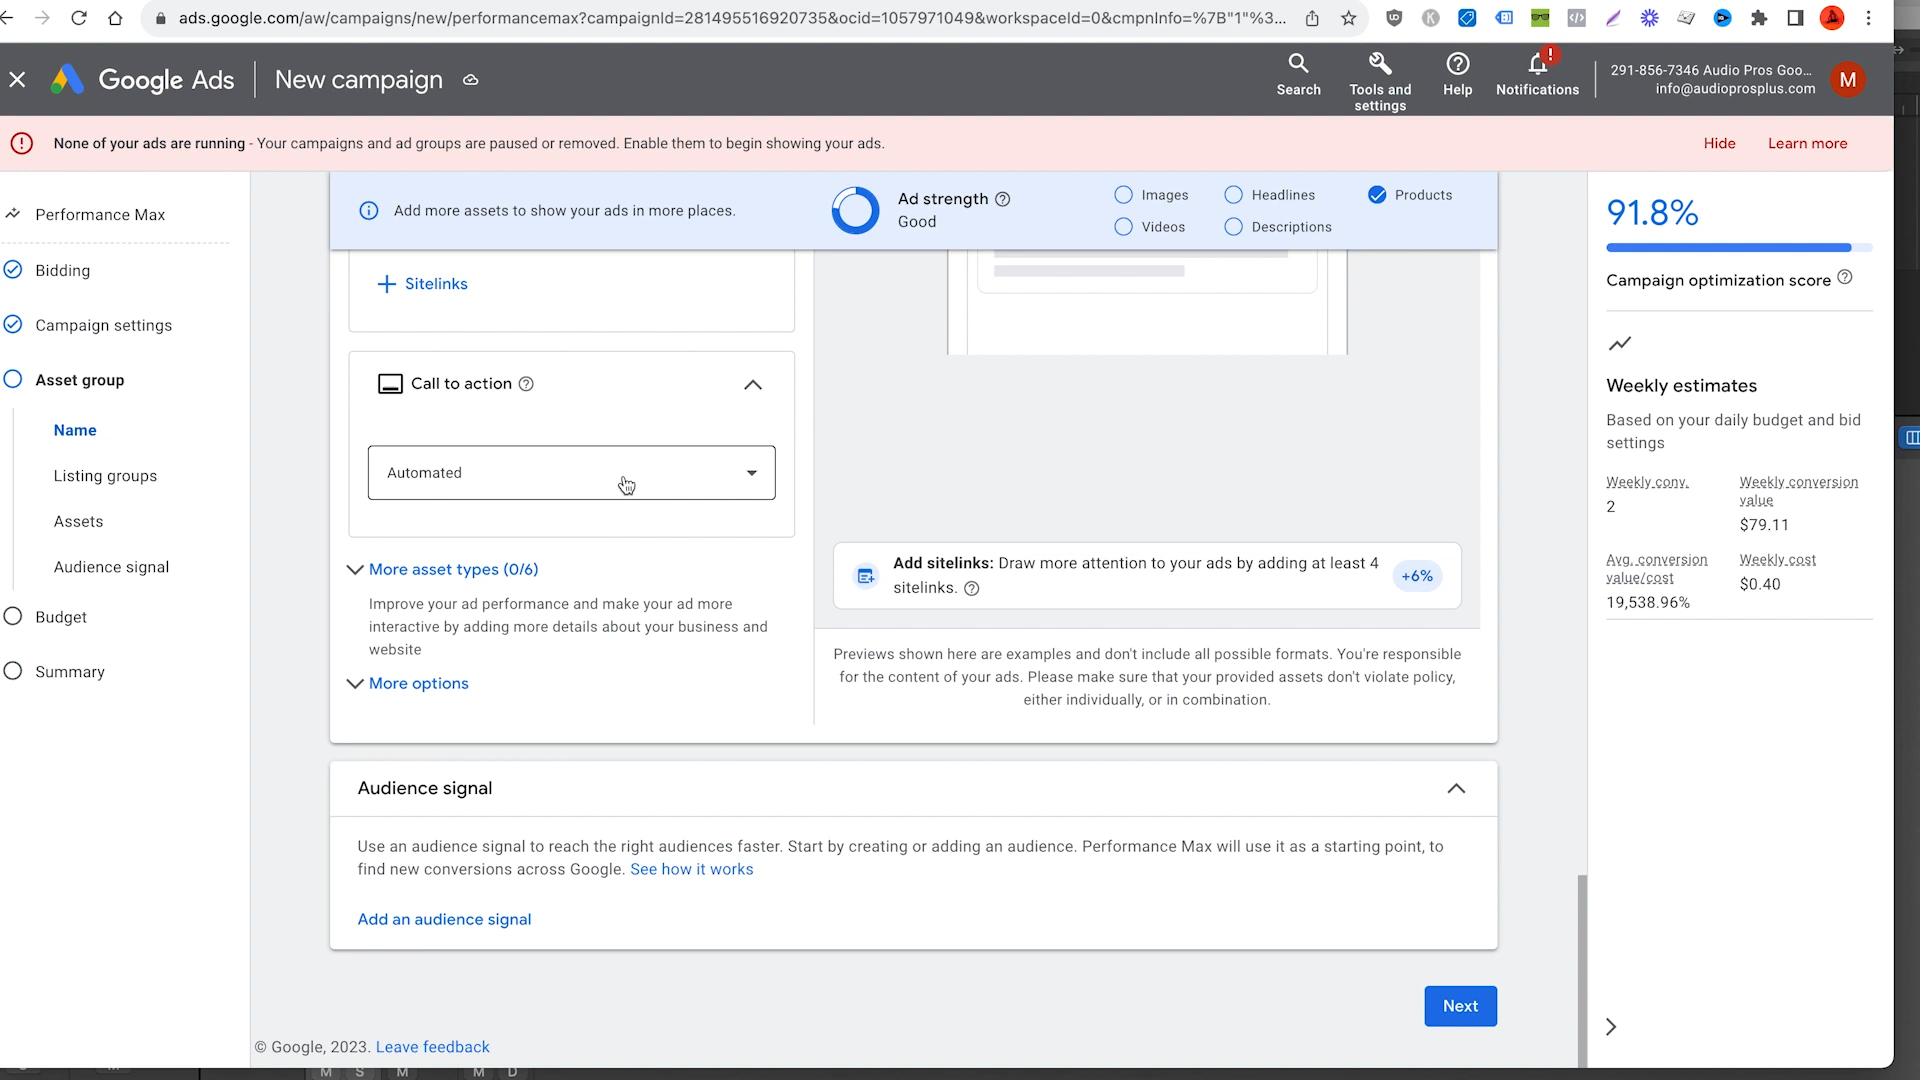 ads.google.com/aw/campaigns/new/performancemax?campaignId=281495516920735&ocid=1057971049&workspaceId=0&cmpnInfo=%7B"1"%3...
Google Ads
New campaign
Search
Tools and settings
Help
Notifications
291-856-7346 Audio Pros Goo...
info@audioprosplus.com
M
None of your ads are running - Your campaigns and ad groups are paused or removed. Enable them to begin showing your ads.
Hide
Learn more
Performance Max
Bidding
Campaign settings
Asset group
Name
Listing groups
Assets
Audience signal
Budget
Summary
Add more assets to show your ads in more places.
Ad strength
Good
Images
Headlines
Products
Videos
Descriptions
Sitelinks
Call to action
Automated
More asset types (0/6)
Improve your ad performance and make your ad more
interactive by adding more details about your business and
website
More options
Add sitelinks: Draw more attention to your ads by adding at least 4
sitelinks.
+6%
Previews shown here are examples and don't include all possible formats. You're responsible
for the content of your ads. Please make sure that your provided assets don't violate policy,
either individually, or in combination.
Audience signal
Use an audience signal to reach the right audiences faster. Start by creating or adding an audience. Performance Max will use it as a starting point, to
find new conversions across Google. See how it works
Add an audience signal
Next
© Google, 2023. Leave feedback
91.8%
Campaign optimization score
Weekly estimates
Based on your daily budget and bid
settings
Weekly conv.
2
Weekly conversion
value
$79.11
Avg. conversion
value/cost
19,538.96%
Weekly cost
$0.40
M S M M D